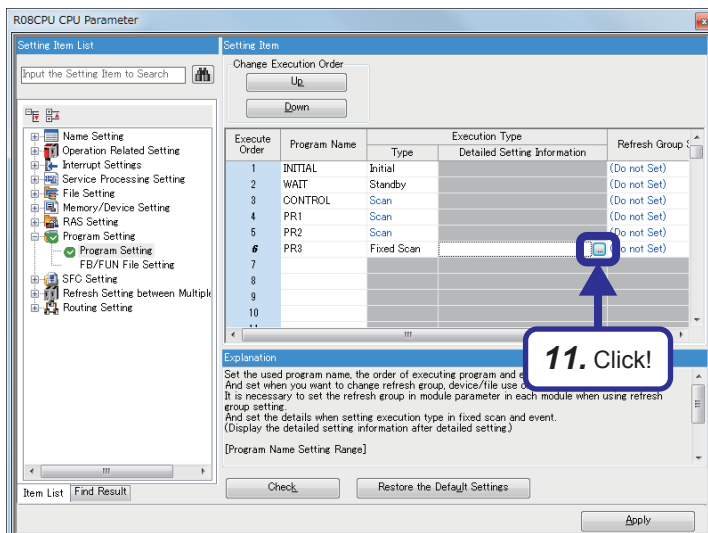 R08CPU CPU Parameter
Setting Item List
Input the Setting Item to Search
Name Setting
Operation Related Setting
Interrupt Settings
Service Processing Setting
File Setting
Memory/Device Setting
RAS Setting
Program Setting
Program Setting
FB/FUN File Setting
SFC Setting
Refresh Setting between Multiple
Routing Setting
Item List Find Result
Setting Item
Change Execution Order
Up
Down
Execute Order Program Name Execution Type Refresh Group S
Type Detailed Setting Information
1 INITIAL Initial (Do not Set)
2 WAIT Standby (Do not Set)
3 CONTROL Scan (Do not Set)
4 PR1 Scan (Do not Set)
5 PR2 Scan (Do not Set)
6 PR3 Fixed Scan ... o not Set)
7
8
9
10
11. Click!
Explanation
Set the used program name, the order of executing program and e
And set when you want to change refresh group, device/file use o
It is necessary to set the refresh group in module parameter in each module when using refresh
group setting.
And set the details when setting execution type in fixed scan and event.
(Display the detailed setting information after detailed setting.)
[Program Name Setting Range]
Check
Restore the Default Settings
Apply